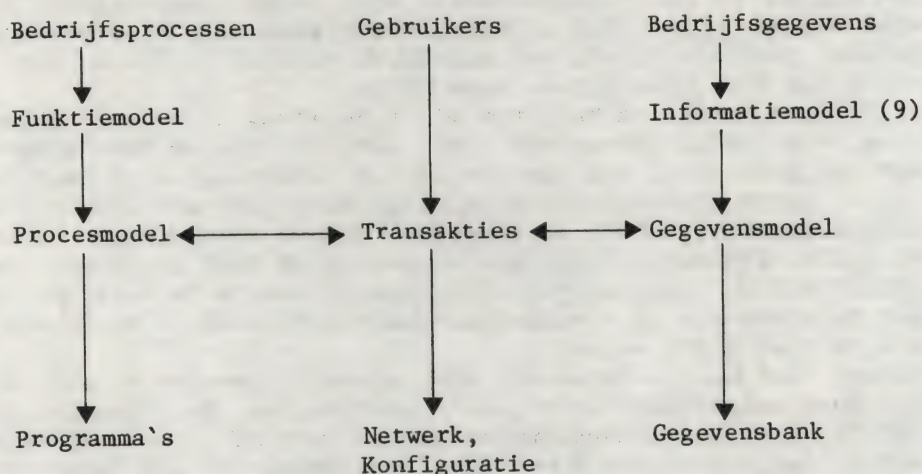 Bedrijfsprocessen Gebruikers Bedrijfsgegevens
Funktiemodel Informatiemodel (9)
Procesmodel Transakties Gegevensmodel
Programma`s Netwerk, Gegevensbank
Konfiguratie